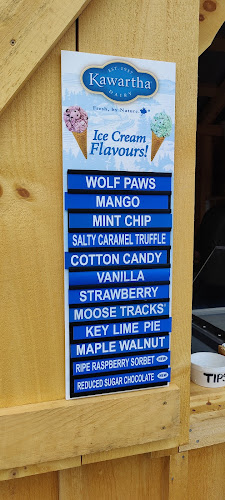 EST. 1937
Kawartha
DAIRY
Fresh, by Nature.
Ice Cream
Flavours!
WOLF PAWS
MANGO
MINT CHIP
SALTY CARAMEL TRUFFLE
COTTON CANDY
VANILLA
STRAWBERRY
MOOSE TRACKS
KEY LIME PIE
MAPLE WALNUT
RIPE RASPBERRY SORBET
REDUCED SUGAR CHOCOLATE
TIPS